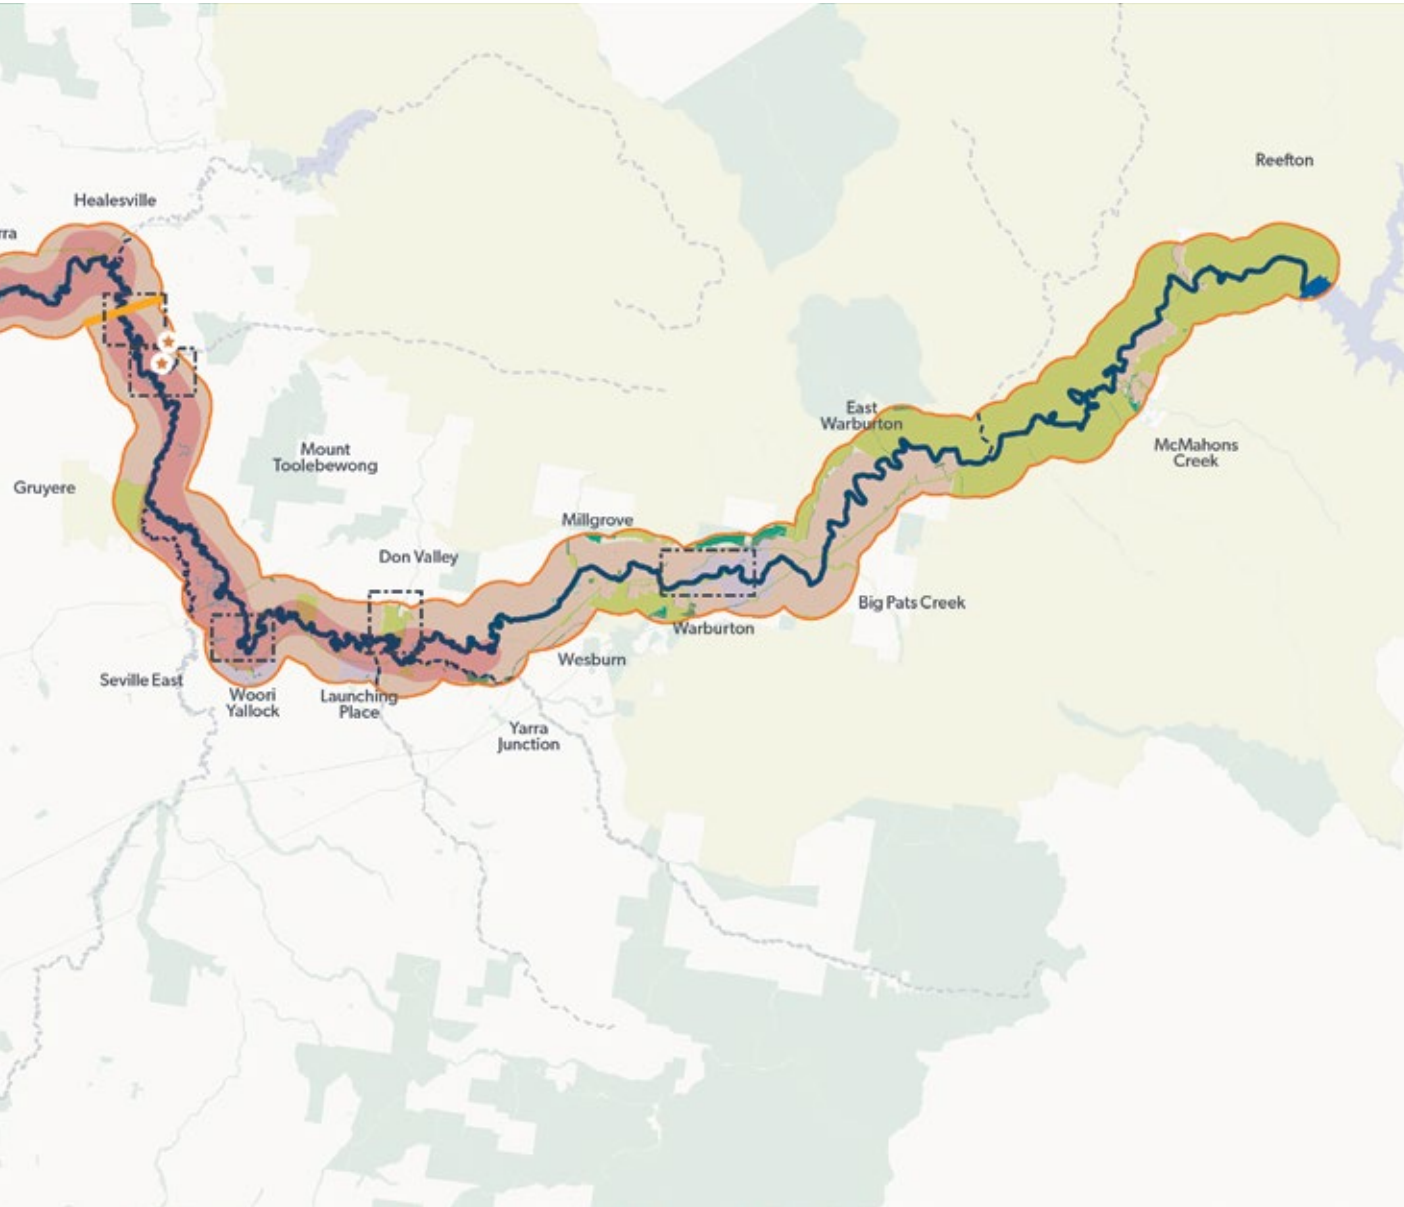 Reefton
Healesville
rra
East
Warburton
McMahons
Creek
Mount
Toolebewong
Gruyere
Millgrove
Don Valley
Big Pats Creek
Warburton
Wesburn
Seville East
Woori
Yallock
Launching
Place
Yarra
Junction